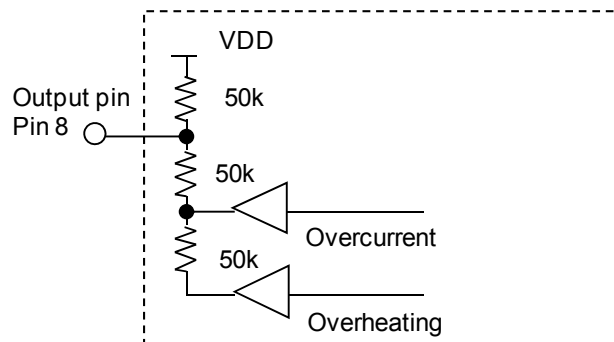 VDD
Output pin
Pin 8
50k
50k
Overcurrent
50k
Overheating